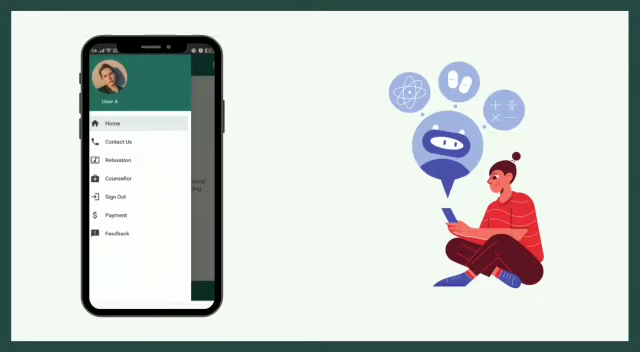 User A
Home
Contact Us
Relaxation
Counsellor
Sign Out
Payment
Feedback